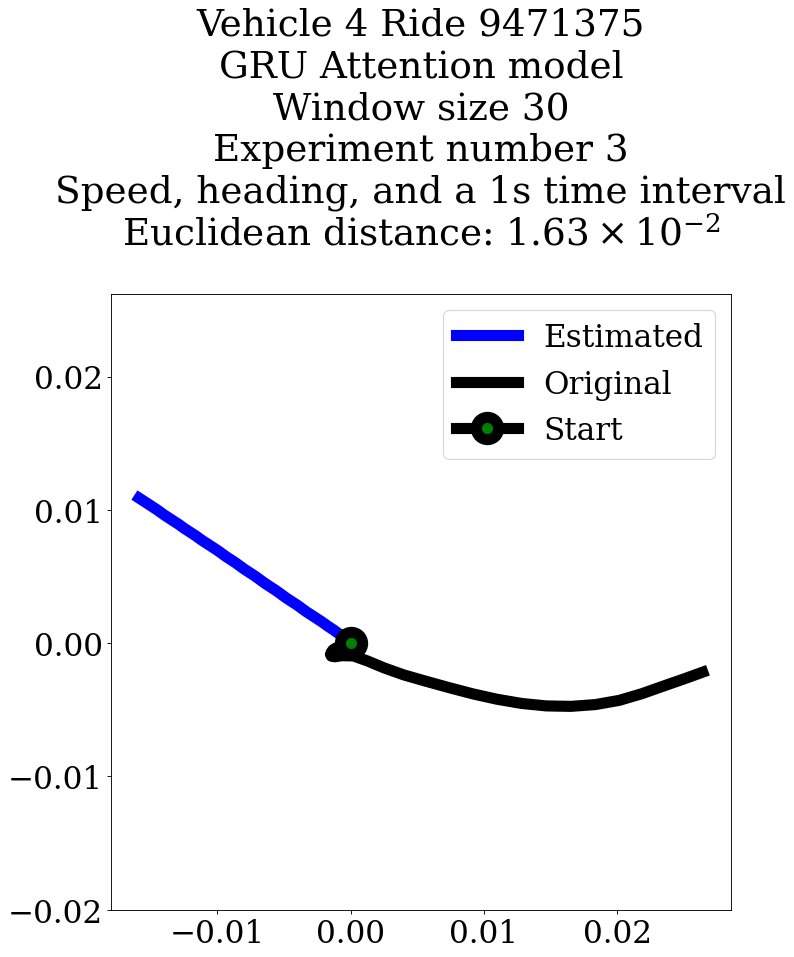 Vehicle 4 Ride 9471375
GRU Attention model
Window size 30
Experiment number 3
Speed, heading, and a 1s time interval
Euclidean distance: 1.63 × 10⁻²
Estimated
Original
Start
0.02
0.01
0.00
−0.01
−0.02
−0.01 0.00 0.01 0.02